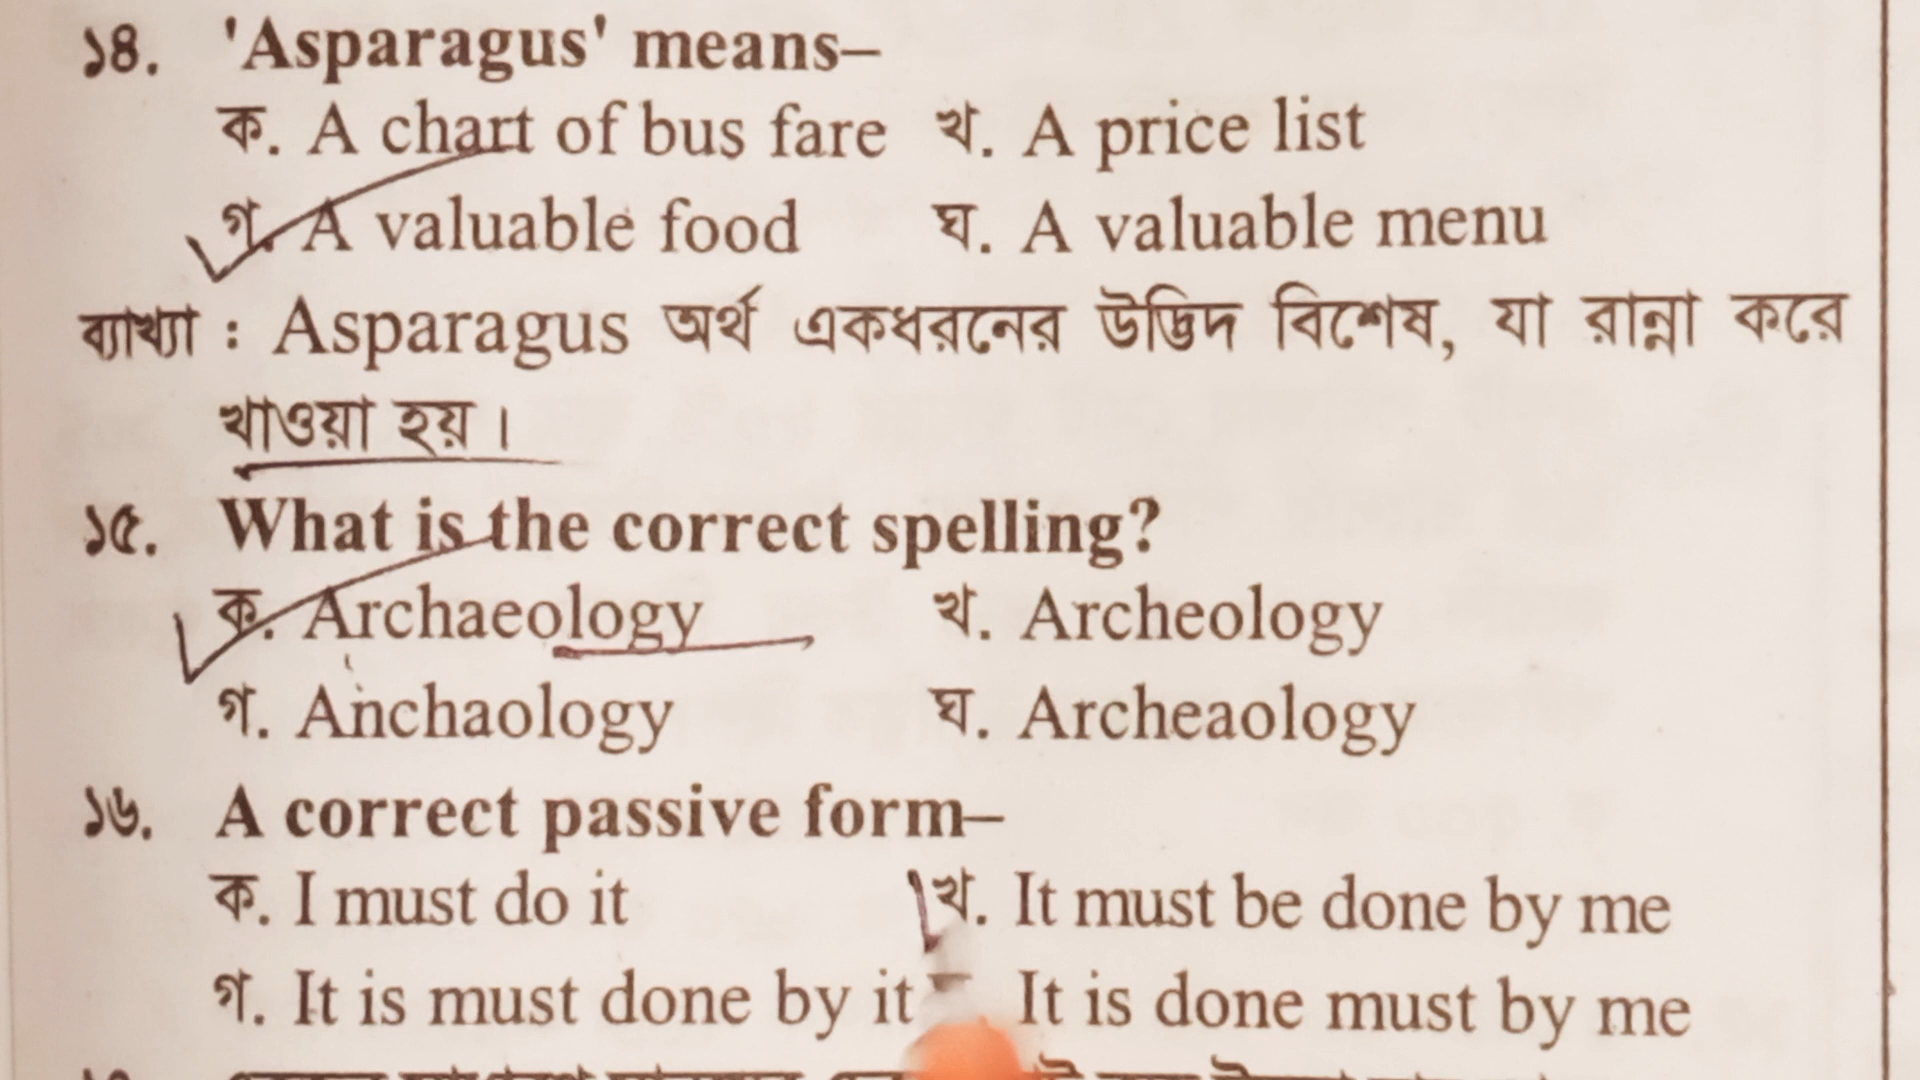 ১৪. 'Asparagus' means–
ক. A chart of bus fare খ. A price list
গ. A valuable food ঘ. A valuable menu
ব্যাখ্যা : Asparagus অর্থ একধরনের উদ্ভিদ বিশেষ, যা রান্না করে
খাওয়া হয়।
১৫. What is the correct spelling?
ক. Archaeology খ. Archeology
গ. Anchaology ঘ. Archeaology
১৬. A correct passive form–
ক. I must do it খ. It must be done by me
গ. It is must done by it It is done must by me